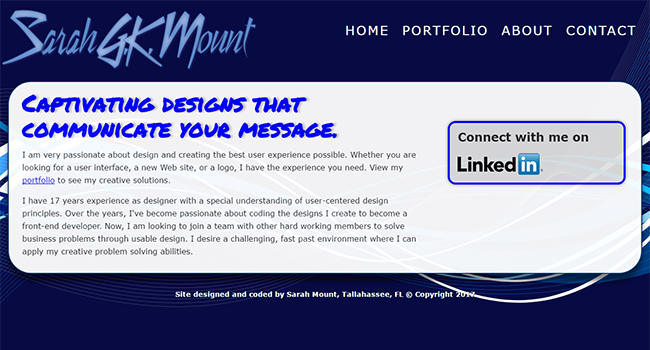 Sarah G.K. Mount
HOME PORTFOLIO ABOUT CONTACT
Captivating designs that
communicate your message.
I am very passionate about design and creating the best user experience possible. Whether you are
looking for a user interface, a new Web site, or a logo, I have the experience you need. View my
portfolio to see my creative solutions.
I have 17 years experience as designer with a special understanding of user-centered design
principles. Over the years, I've become passionate about coding the designs I create to become a
front-end developer. Now, I am looking to join a team with other hard working members to solve
business problems through usable design. I desire a challenging, fast past environment where I can
apply my creative problem solving abilities.
Connect with me on
Linked in
Site designed and coded by Sarah Mount, Tallahassee, FL © Copyright 2017.